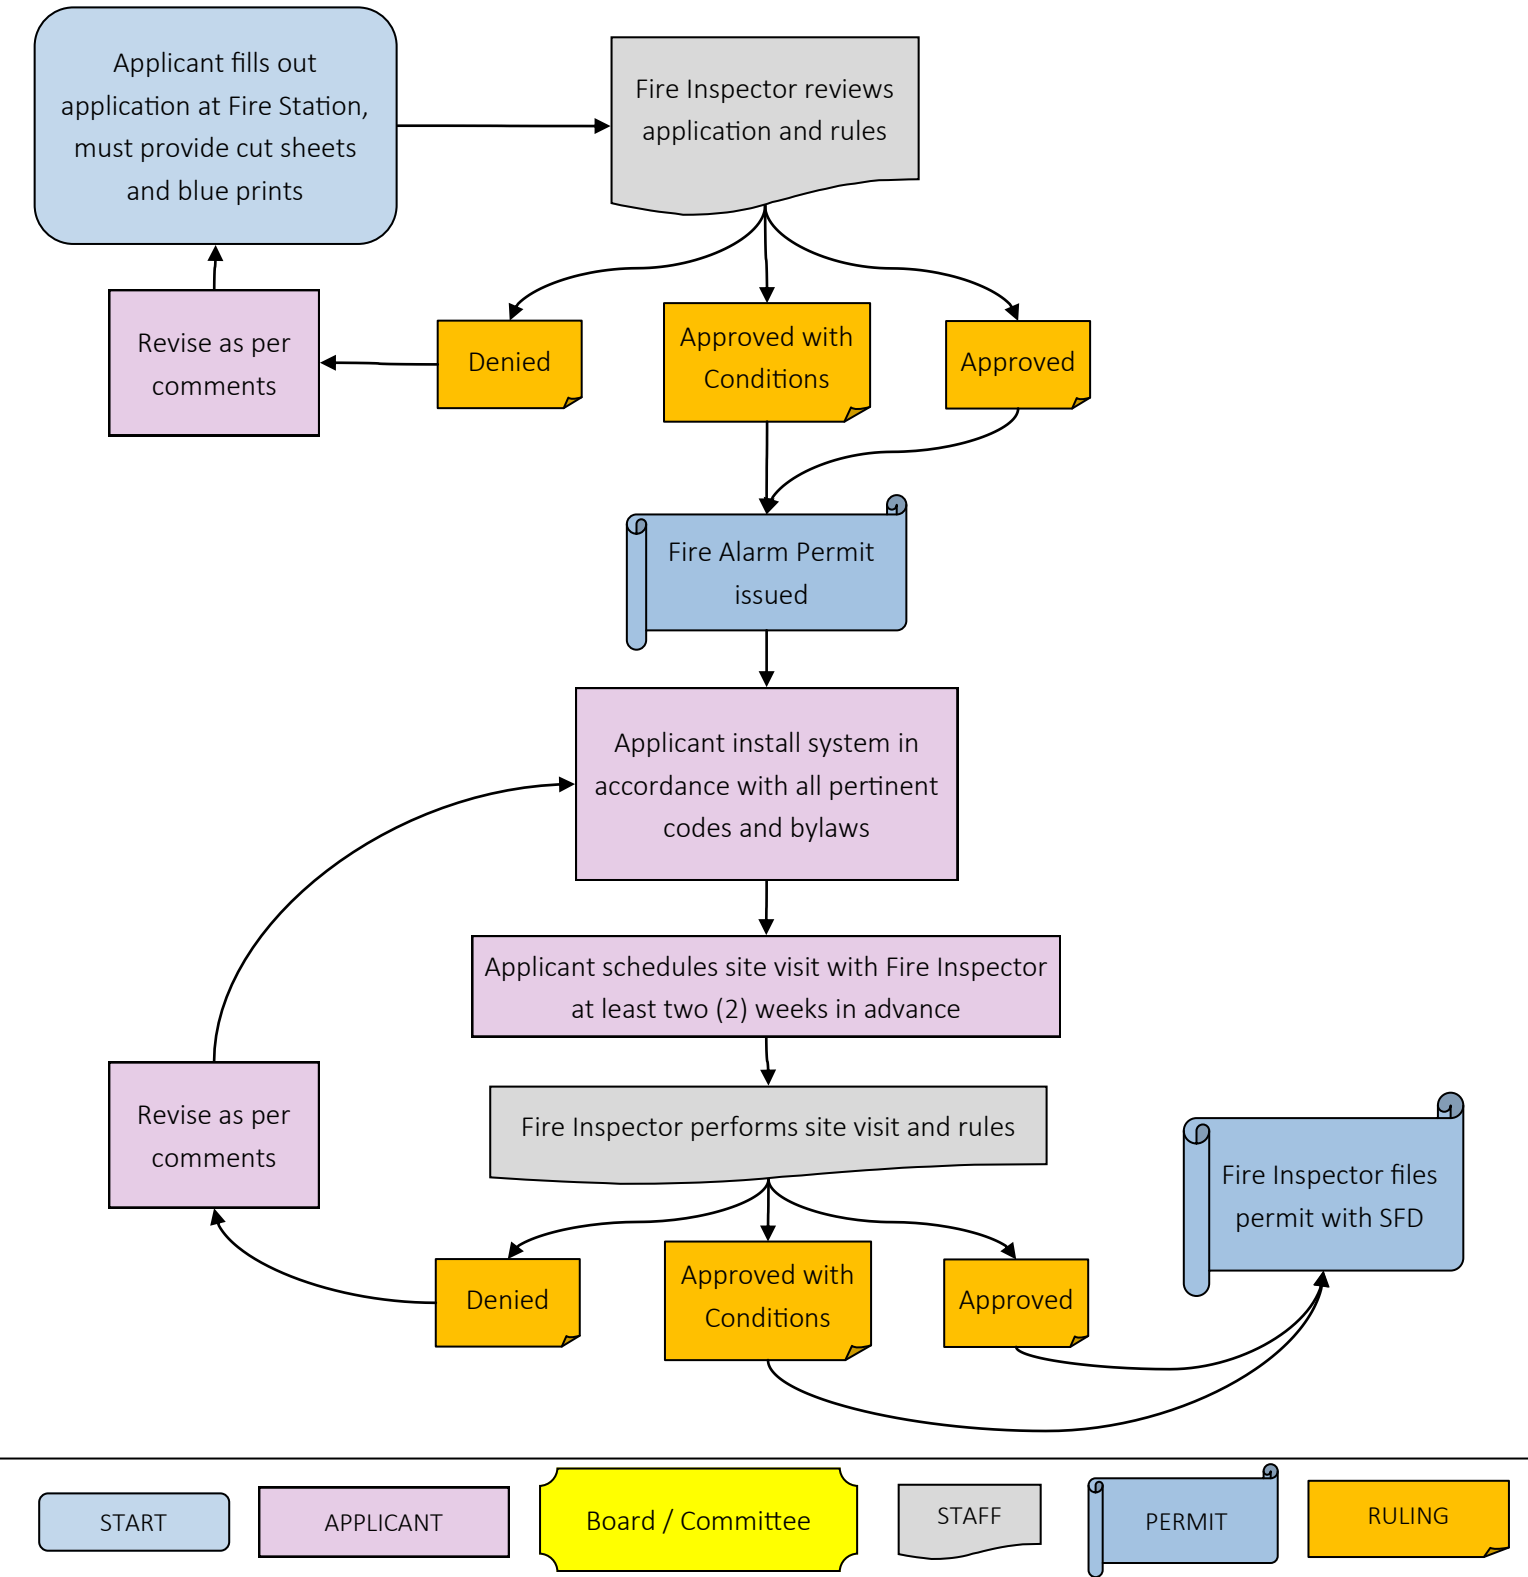 Applicant fills out
application at Fire Station,
must provide cut sheets
and blue prints
Fire Inspector reviews
application and rules
Revise as per
comments
Denied
Approved with
Conditions
Approved
Fire Alarm Permit
issued
Applicant install system in
accordance with all pertinent
codes and bylaws
Applicant schedules site visit with Fire Inspector
at least two (2) weeks in advance
Revise as per
comments
Fire Inspector performs site visit and rules
Fire Inspector files
permit with SFD
Denied
Approved with
Conditions
Approved
START
APPLICANT
Board / Committee
STAFF
PERMIT
RULING